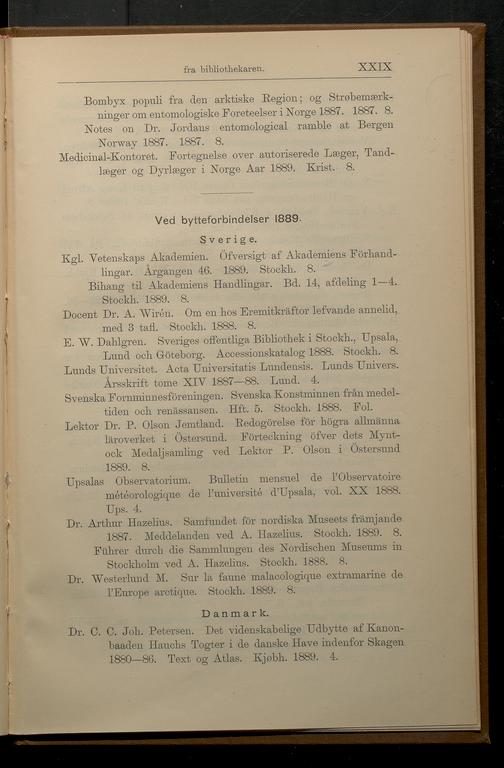 fra bibliothekaren. XXIX
Bombyx populi fra den arktiske Region; og Strøbemærk-
ninger om entomologiske Foreteelser i Norge 1887. 1887. 8.
Notes on Dr. Jordans entomological ramble at Bergen
Norway 1887. 1887. 8.
Medicinal-Kontoret. Fortegnelse over autoriserede Læger, Tand-
læger og Dyrlæger i Norge Aar 1889. Krist. 8.
Ved bytteforbindelser 1889.
Sverige.
Kgl. Vetenskaps Akademien. Öfversigt af Akademiens Förhand-
lingar. Årgangen 46. 1889. Stockh. 8.
Bihang til Akademiens Handlingar. Bd. 14, afdeling 1—4.
Stockh. 1889. 8.
Docent Dr. A. Wirén. Om en hos Eremitkräftor lefvande annelid,
med 3 tafl. Stockh. 1888. 8.
E. W. Dahlgren. Sveriges offentliga Bibliothek i Stockh., Upsala,
Lund och Göteborg. Accessionskatalog 1888. Stockh. 8.
Lunds Universitet. Acta Universitatis Lundensis. Lunds Univers.
Årsskrift tome XIV 1887—88. Lund. 4.
Svenska Fornminnesföreningen. Svenska Konstminnen från medel-
tiden och renässansen. Hft. 5. Stockh. 1888. Fol.
Lektor Dr. P. Olson Jemtland. Redogörelse för högra allmänna
läroverket i Östersund. Förteckning öfver dets Mynt-
ock Medaljsamling ved Lektor P. Olson i Östersund
1889. 8.
Upsalas Observatorium. Bulletin mensuel de l'Observatoire
météorologique de l'université d'Upsala, vol. XX 1888.
Ups. 4.
Dr. Arthur Hazelius. Samfundet för nordiska Museets främjande
1887. Meddelanden ved A. Hazelius. Stockh. 1889. 8.
Führer durch die Sammlungen des Nordischen Museums in
Stockholm ved A. Hazelius. Stockh. 1888. 8.
Dr. Westerlund M. Sur la faune malacologique extramarine de
l'Europe arctique. Stockh. 1889. 8.
Danmark.
Dr. C. C. Joh. Petersen. Det videnskabelige Udbytte af Kanon-
baaden Hauchs Togter i de danske Have indenfor Skagen
1880—86. Text og Atlas. Kjøbh. 1889. 4.